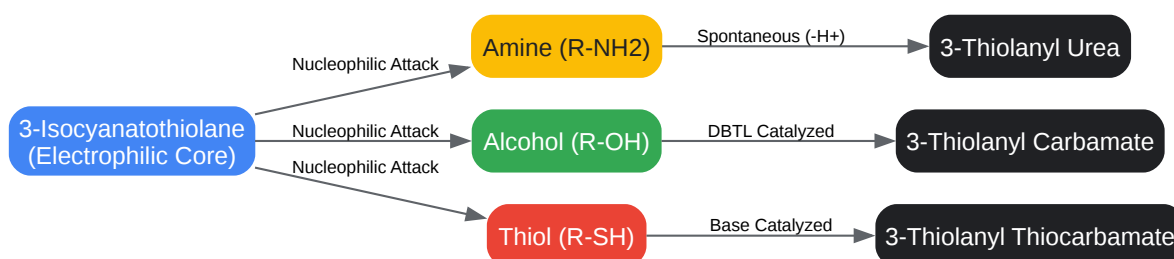 3-Isocyanatothiolane
(Electrophilic Core)
Nucleophilic Attack
Amine (R-NH2)
Spontaneous (-H+)
3-Thiolanyl Urea
Nucleophilic Attack
Alcohol (R-OH)
DBTL Catalyzed
3-Thiolanyl Carbamate
Nucleophilic Attack
Thiol (R-SH)
Base Catalyzed
3-Thiolanyl Thiocarbamate